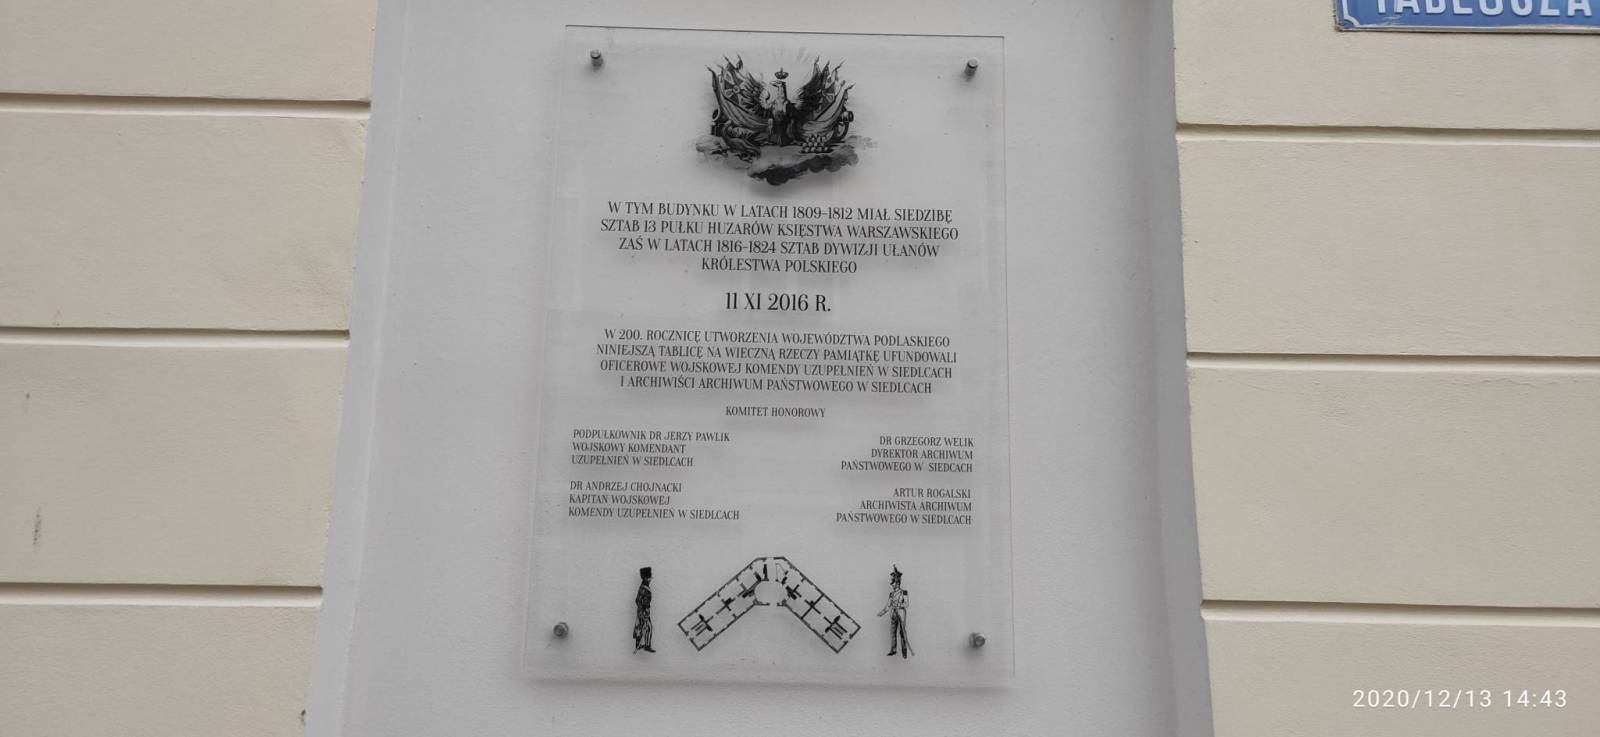 W TYM BUDYNKU W LATACH 1809-1812 MIAŁ SIEDZIBĘ
SZTAB 13 PUŁKU HUZARÓW KSIĘSTWA WARSZAWSKIEGO
ZAŚ W LATACH 1816-1824 SZTAB DYWIZJI UŁANÓW
KRÓLESTWA POLSKIEGO
11 XI 2016 R.
W 200. ROCZNICĘ UTWORZENIA WOJEWÓDZTWA PODLASKIEGO
NINIEJSZĄ TABLICĘ NA WIECZNĄ RZECZY PAMIĄTKĘ UFUNDOWALI
OFICEROWE WOJSKOWEJ KOMENDY UZUPEŁNIEŃ W SIEDLCACH
I ARCHIWIŚCI ARCHIWUM PAŃSTWOWEGO W SIEDLCACH
KOMITET HONOROWY
PODPUŁKOWNIK DR JERZY PAWLIK
WOJSKOWY KOMENDANT
UZUPEŁNIEŃ W SIEDLCACH
DR GRZEGORZ WELIK
DYREKTOR ARCHIWUM
PAŃSTWOWEGO W SIEDCACH
DR ANDRZEJ CHOJNACKI
KAPITAN WOJSKOWEJ
KOMENDY UZUPEŁNIEŃ W SIEDLCACH
ARTUR ROGALSKI
ARCHIWISTA ARCHIWUM
PAŃSTWOWEGO W SIEDLCACH
2020/12/13 14:43